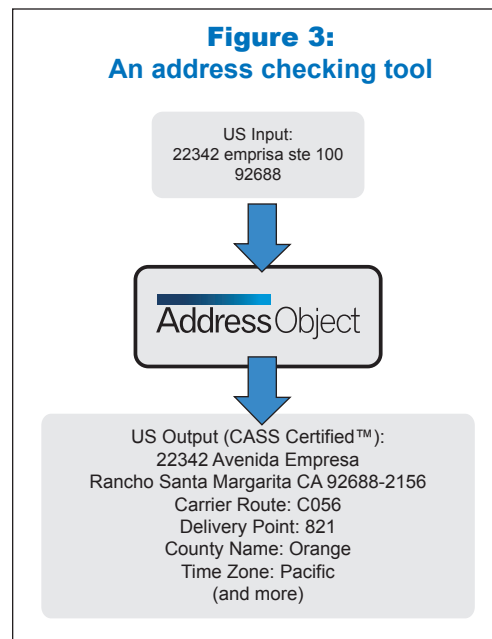 Figure 3:
An address checking tool
US Input:
22342 emprisa ste 100
92688
AddressObject
US Output (CASS Certified™):
22342 Avenida Empresa
Rancho Santa Margarita CA 92688-2156
Carrier Route: C056
Delivery Point: 821
County Name: Orange
Time Zone: Pacific
(and more)